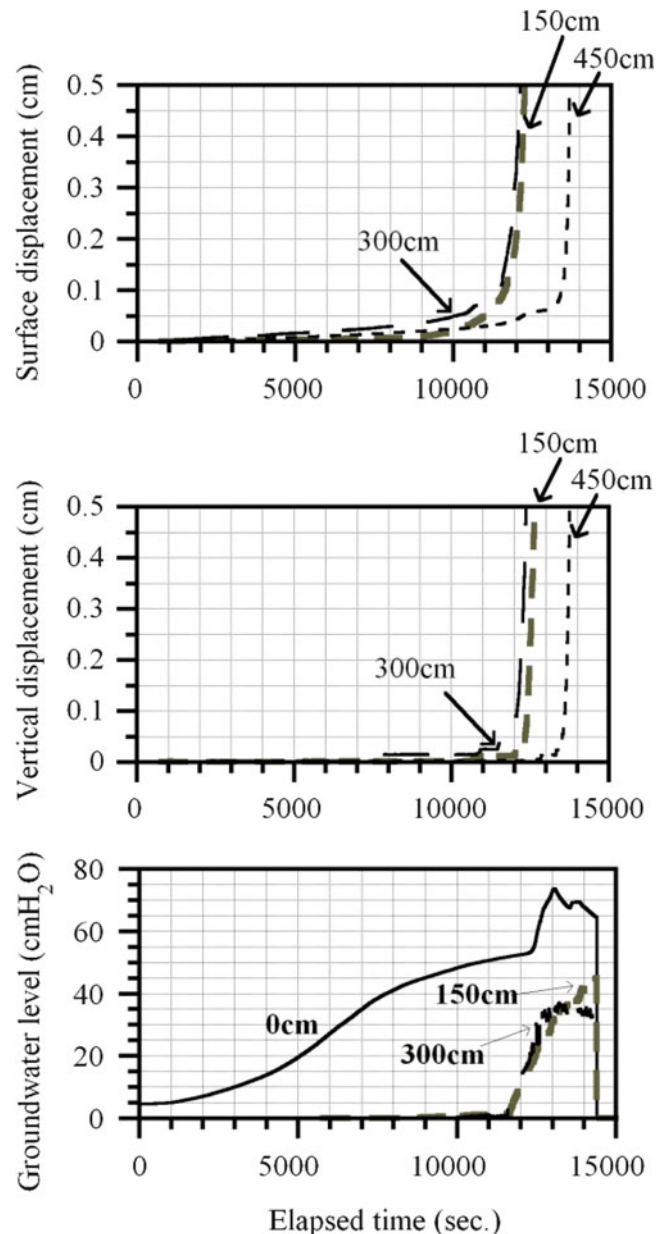 150cm
450cm
Surface displacement (cm)
0.5
0.4
0.3
0.2
0.1
0
300cm
0
5000
10000
15000
150cm
450cm
Vertical displacement (cm)
0.5
0.4
0.3
0.2
0.1
0
300cm
0
5000
10000
15000
Groundwater level (cmH2O)
80
60
40
20
0
0cm
150cm
300cm
0
5000
10000
15000
Elapsed time (sec.)